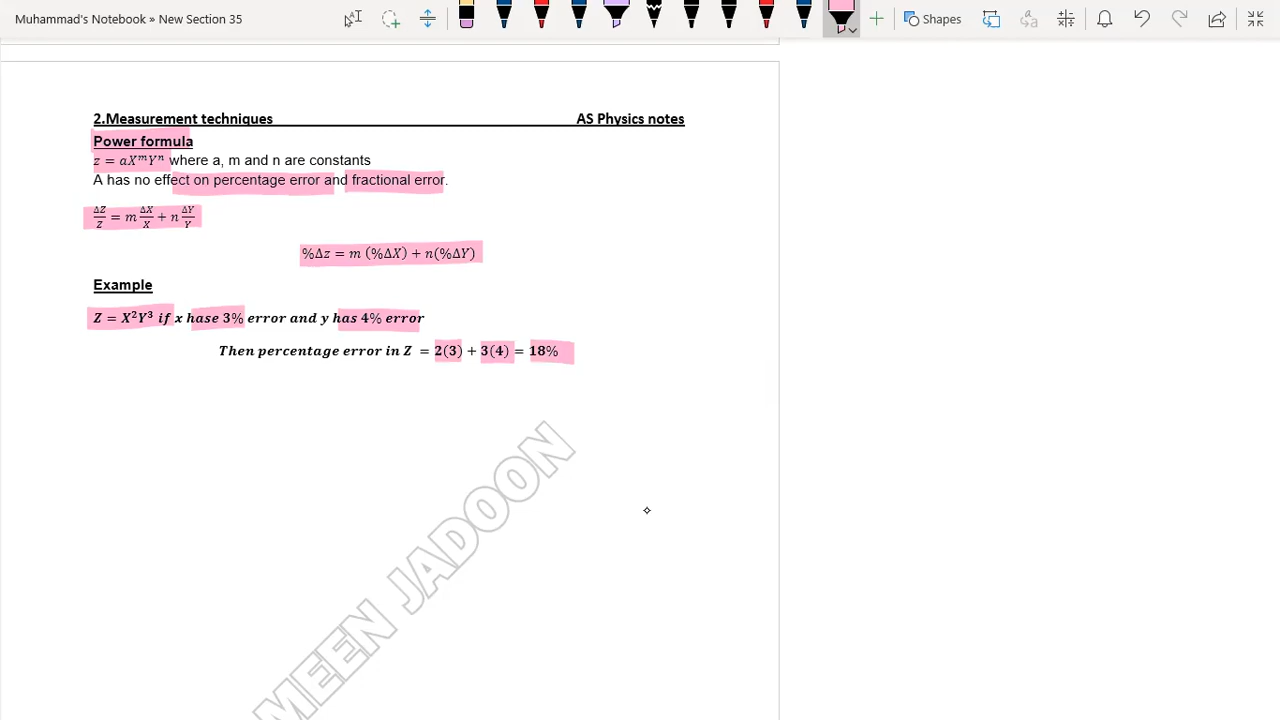 Muhammad's Notebook » New Section 35
Shapes
2.Measurement techniques AS Physics notes
Power formula
z = aXᵐYⁿ where a, m and n are constants
A has no effect on percentage error and fractional error.
ΔZ/Z = m ΔX/X + n ΔY/Y
%Δz = m (%ΔX) + n(%ΔY)
Example
Z = X²Y³ if x hase 3% error and y has 4% error
Then percentage error in Z = 2(3) + 3(4) = 18%
MEEN JADOON